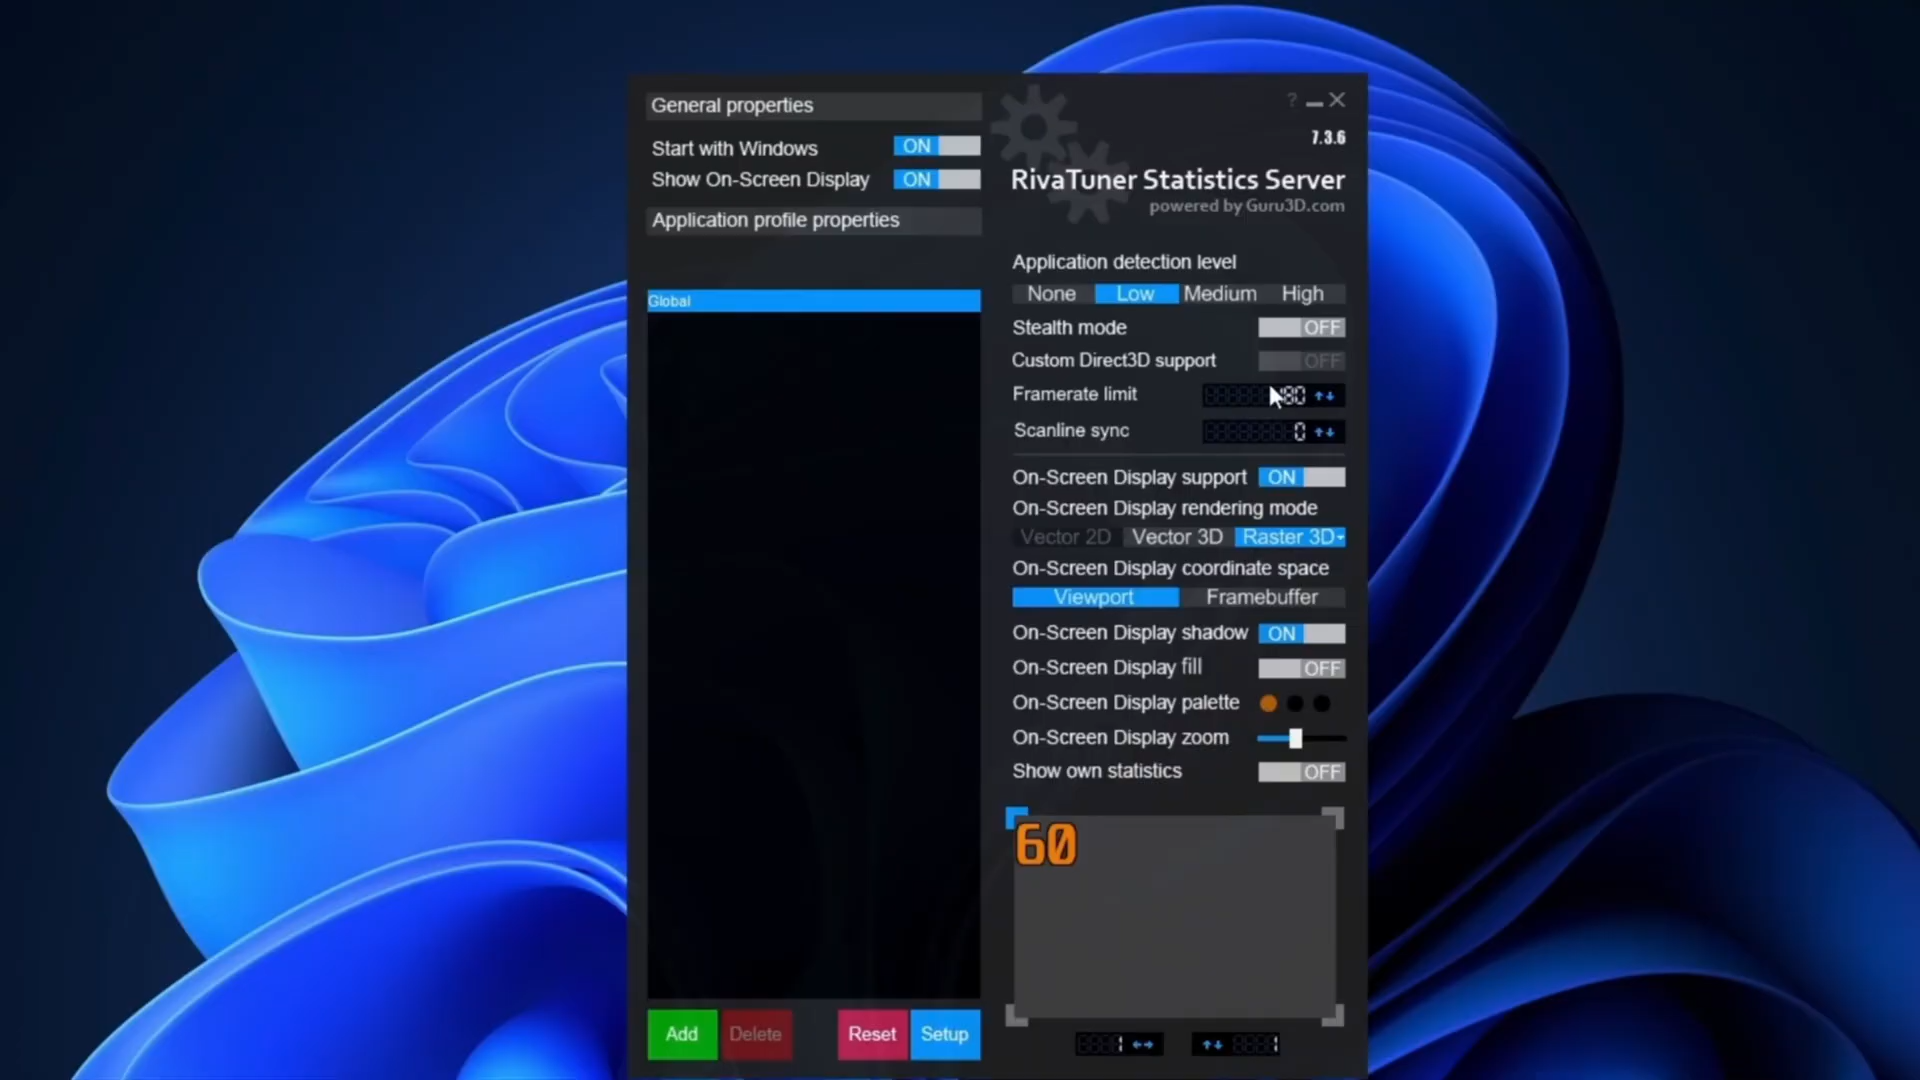 General properties
Start with Windows ON
Show On-Screen Display ON
Application profile properties
Global
Add Delete Reset Setup
?
7.3.6
RivaTuner Statistics Server
powered by Guru3D.com
Application detection level
None Low Medium High
Stealth mode OFF
Custom Direct3D support OFF
Framerate limit
Scanline sync 0
On-Screen Display support ON
On-Screen Display rendering mode
Vector 2D Vector 3D Raster 3D
On-Screen Display coordinate space
Viewport Framebuffer
On-Screen Display shadow ON
On-Screen Display fill OFF
On-Screen Display palette
On-Screen Display zoom
Show own statistics OFF
60
1 1